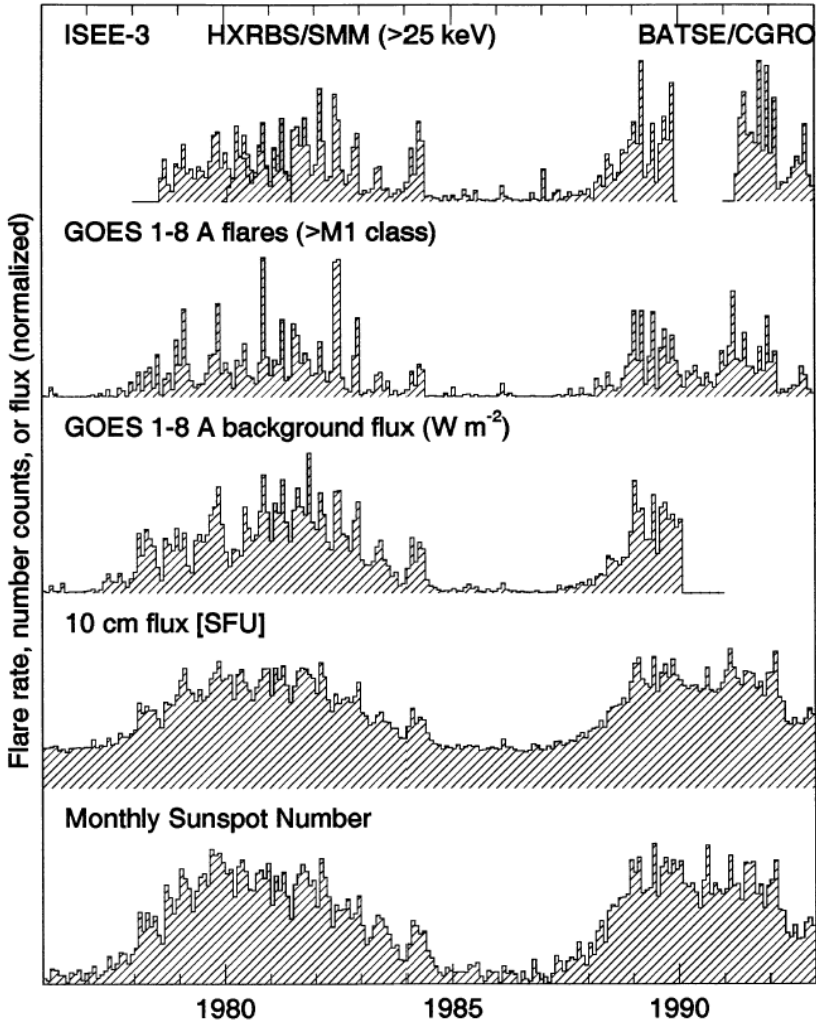 ISEE-3 HXRBS/SMM (>25 keV) BATSE/CGRO
GOES 1-8 A flares (>M1 class)
GOES 1-8 A background flux (W m⁻²)
10 cm flux [SFU]
Monthly Sunspot Number
Flare rate, number counts, or flux (normalized)
1980 1985 1990